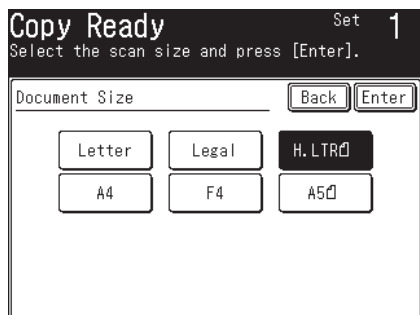 Copy Ready Set 1
Select the scan size and press [Enter].
Document Size Back Enter
Letter Legal H.LTR
A4 F4 A5